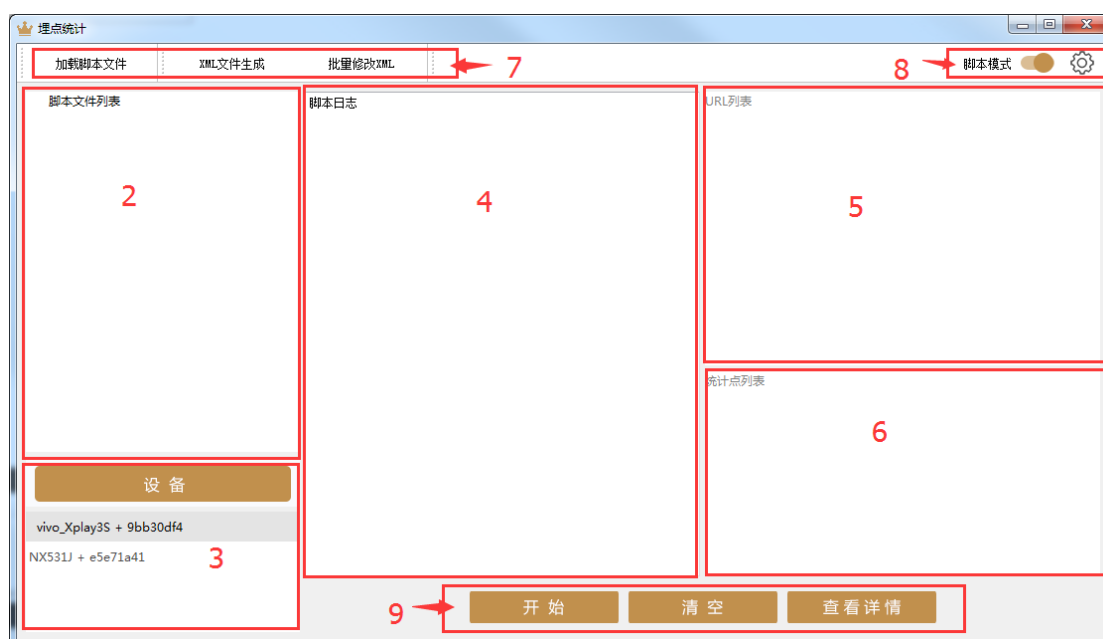 埋点统计
加载脚本文件 XML文件生成 批量修改XML 7 8 脚本模式
脚本文件列表
脚本日志
URL列表
2
4
5
统计点列表
6
设备
vivo_Xplay3S + 9bb30df4
NX531J + e5e71a41
3
9 开始 清空 查看详情